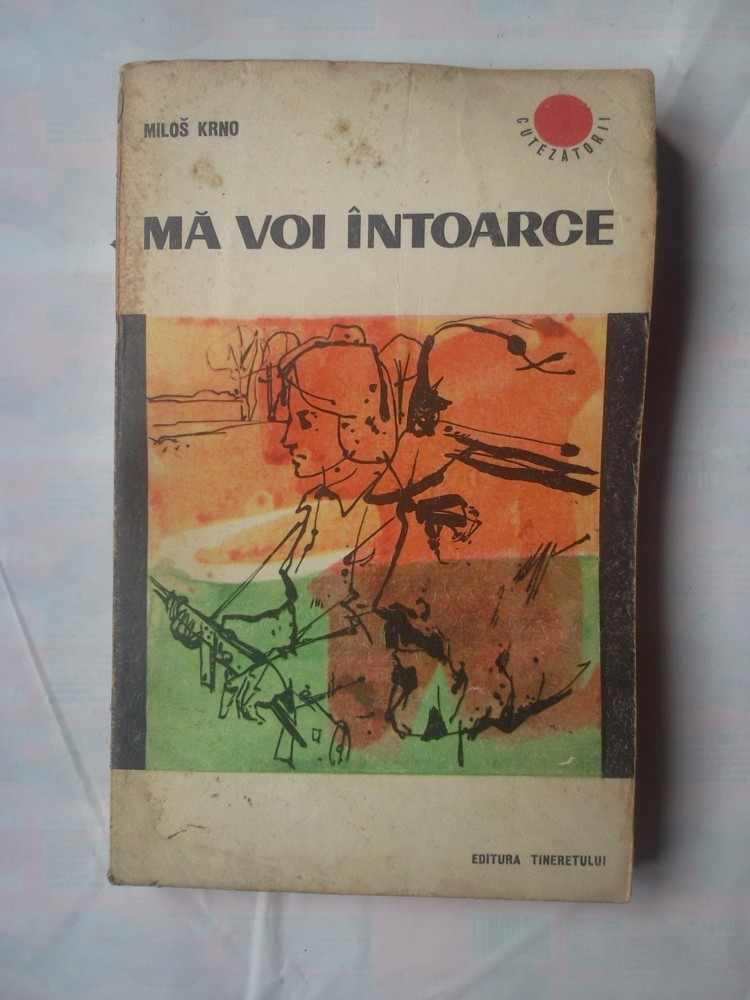 MILOŠ KRNO
CUTEZĂTORII
MĂ VOI ÎNTOARCE
EDITURA TINERETULUI